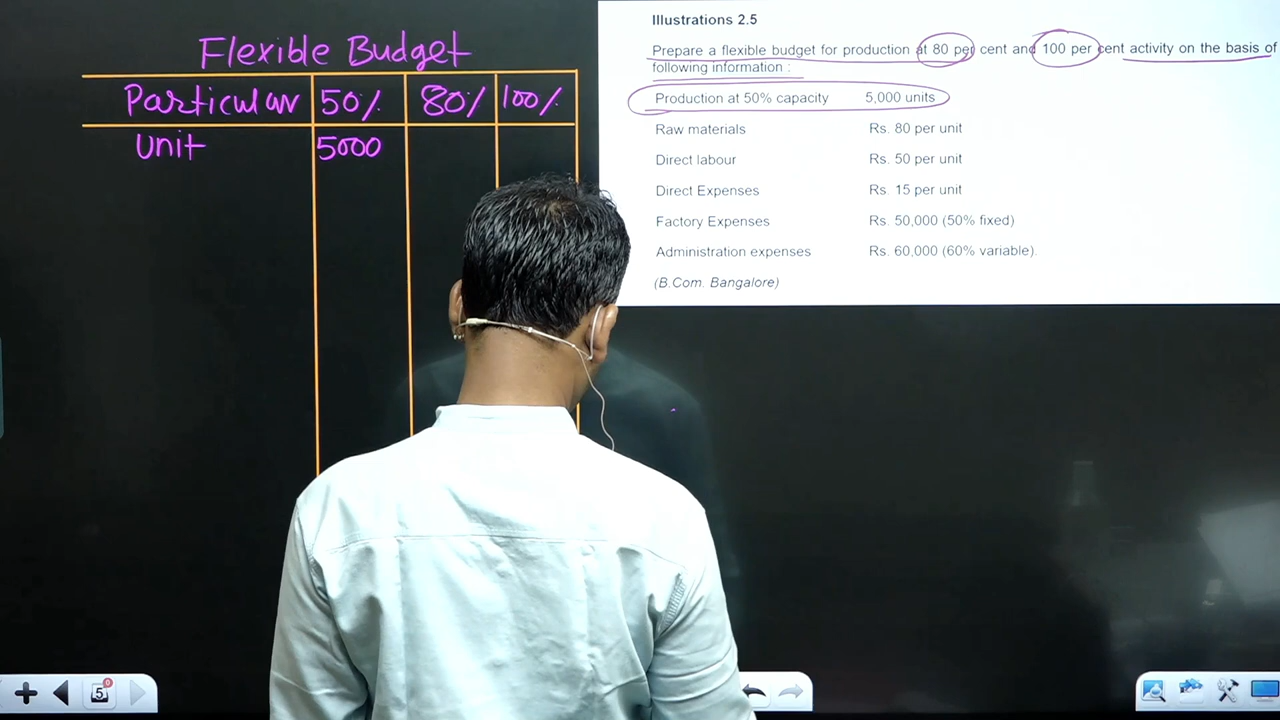 Flexible Budget
Particular 50% 80% 100%
Unit 5000
Illustrations 2.5
Prepare a flexible budget for production at 80 per cent and 100 per cent activity on the basis of
following information :
Production at 50% capacity 5,000 units
Raw materials Rs. 80 per unit
Direct labour Rs. 50 per unit
Direct Expenses Rs. 15 per unit
Factory Expenses Rs. 50,000 (50% fixed)
Administration expenses Rs. 60,000 (60% variable).
(B.Com. Bangalore)
5
0